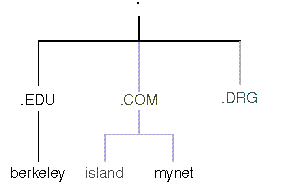 .
.EDU .COM .DRG
berkeley island mynet